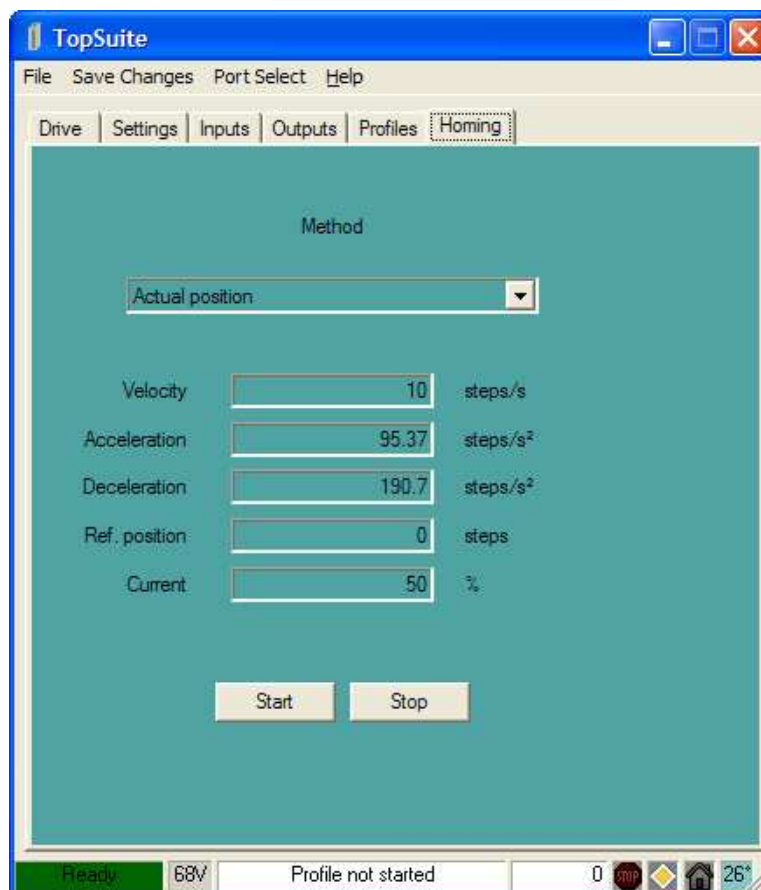 TopSuite
File Save Changes Port Select Help
Drive Settings Inputs Outputs Profiles Homing
Method
Actual position
Velocity 10 steps/s
Acceleration 95.37 steps/s²
Deceleration 190.7 steps/s²
Ref. position 0 steps
Current 50 %
Start Stop
Ready 68V Profile not started 0 STOP 26°